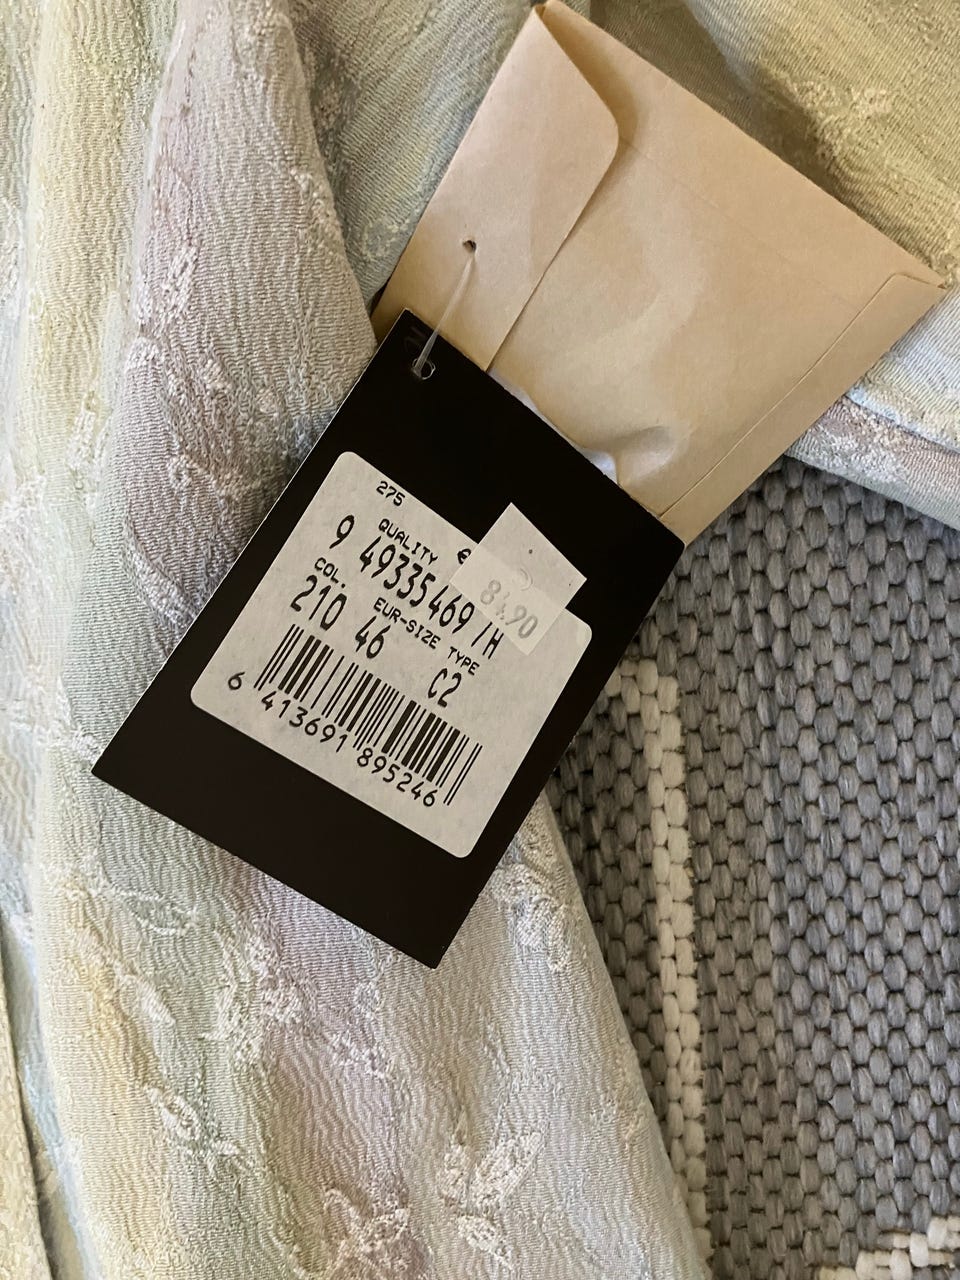 275
QUALITY €
9 49335469 /H
COL. EUR-SIZE TYPE
210 46 C2
6 413691 895246